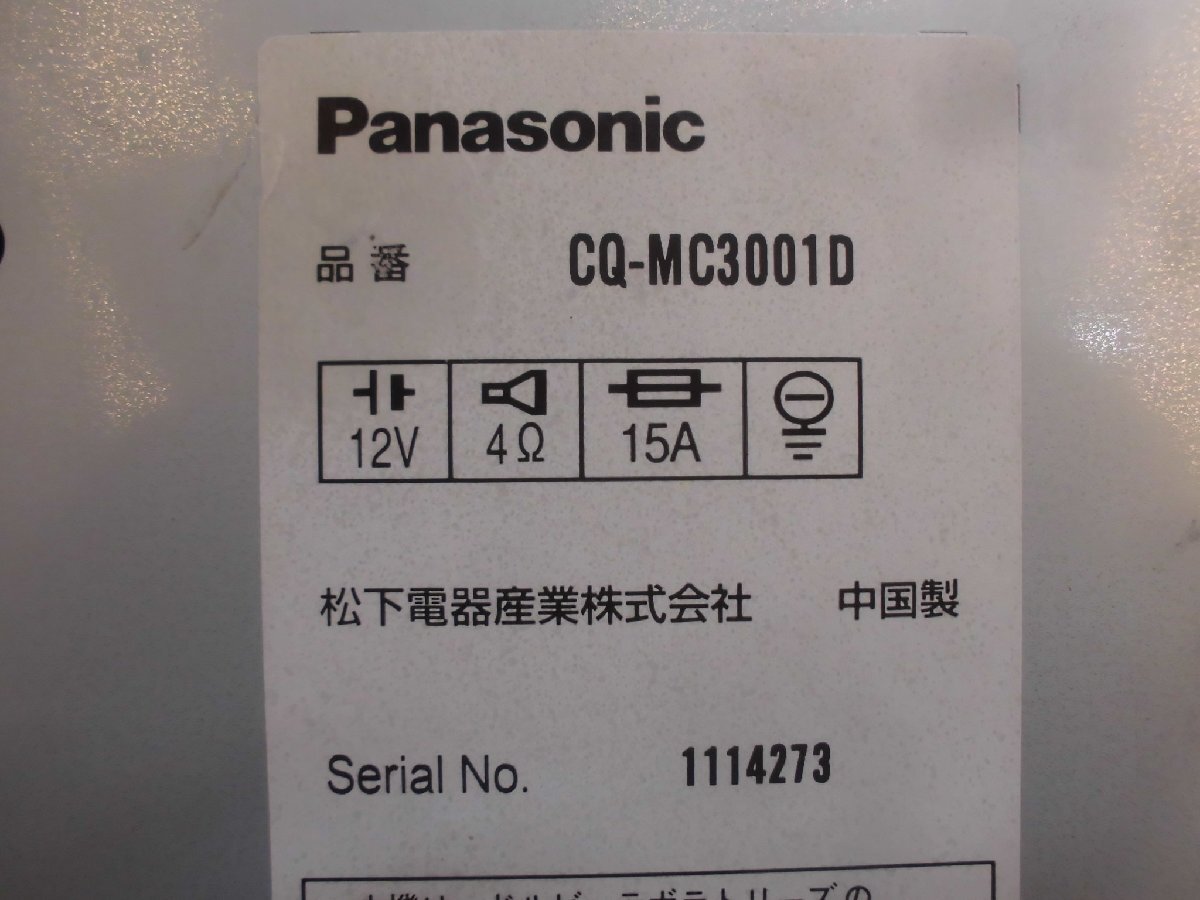 Panasonic
品番 CQ-MC3001D
12V 4Ω 15A
松下電器産業株式会社 中国製
Serial No. 1114273